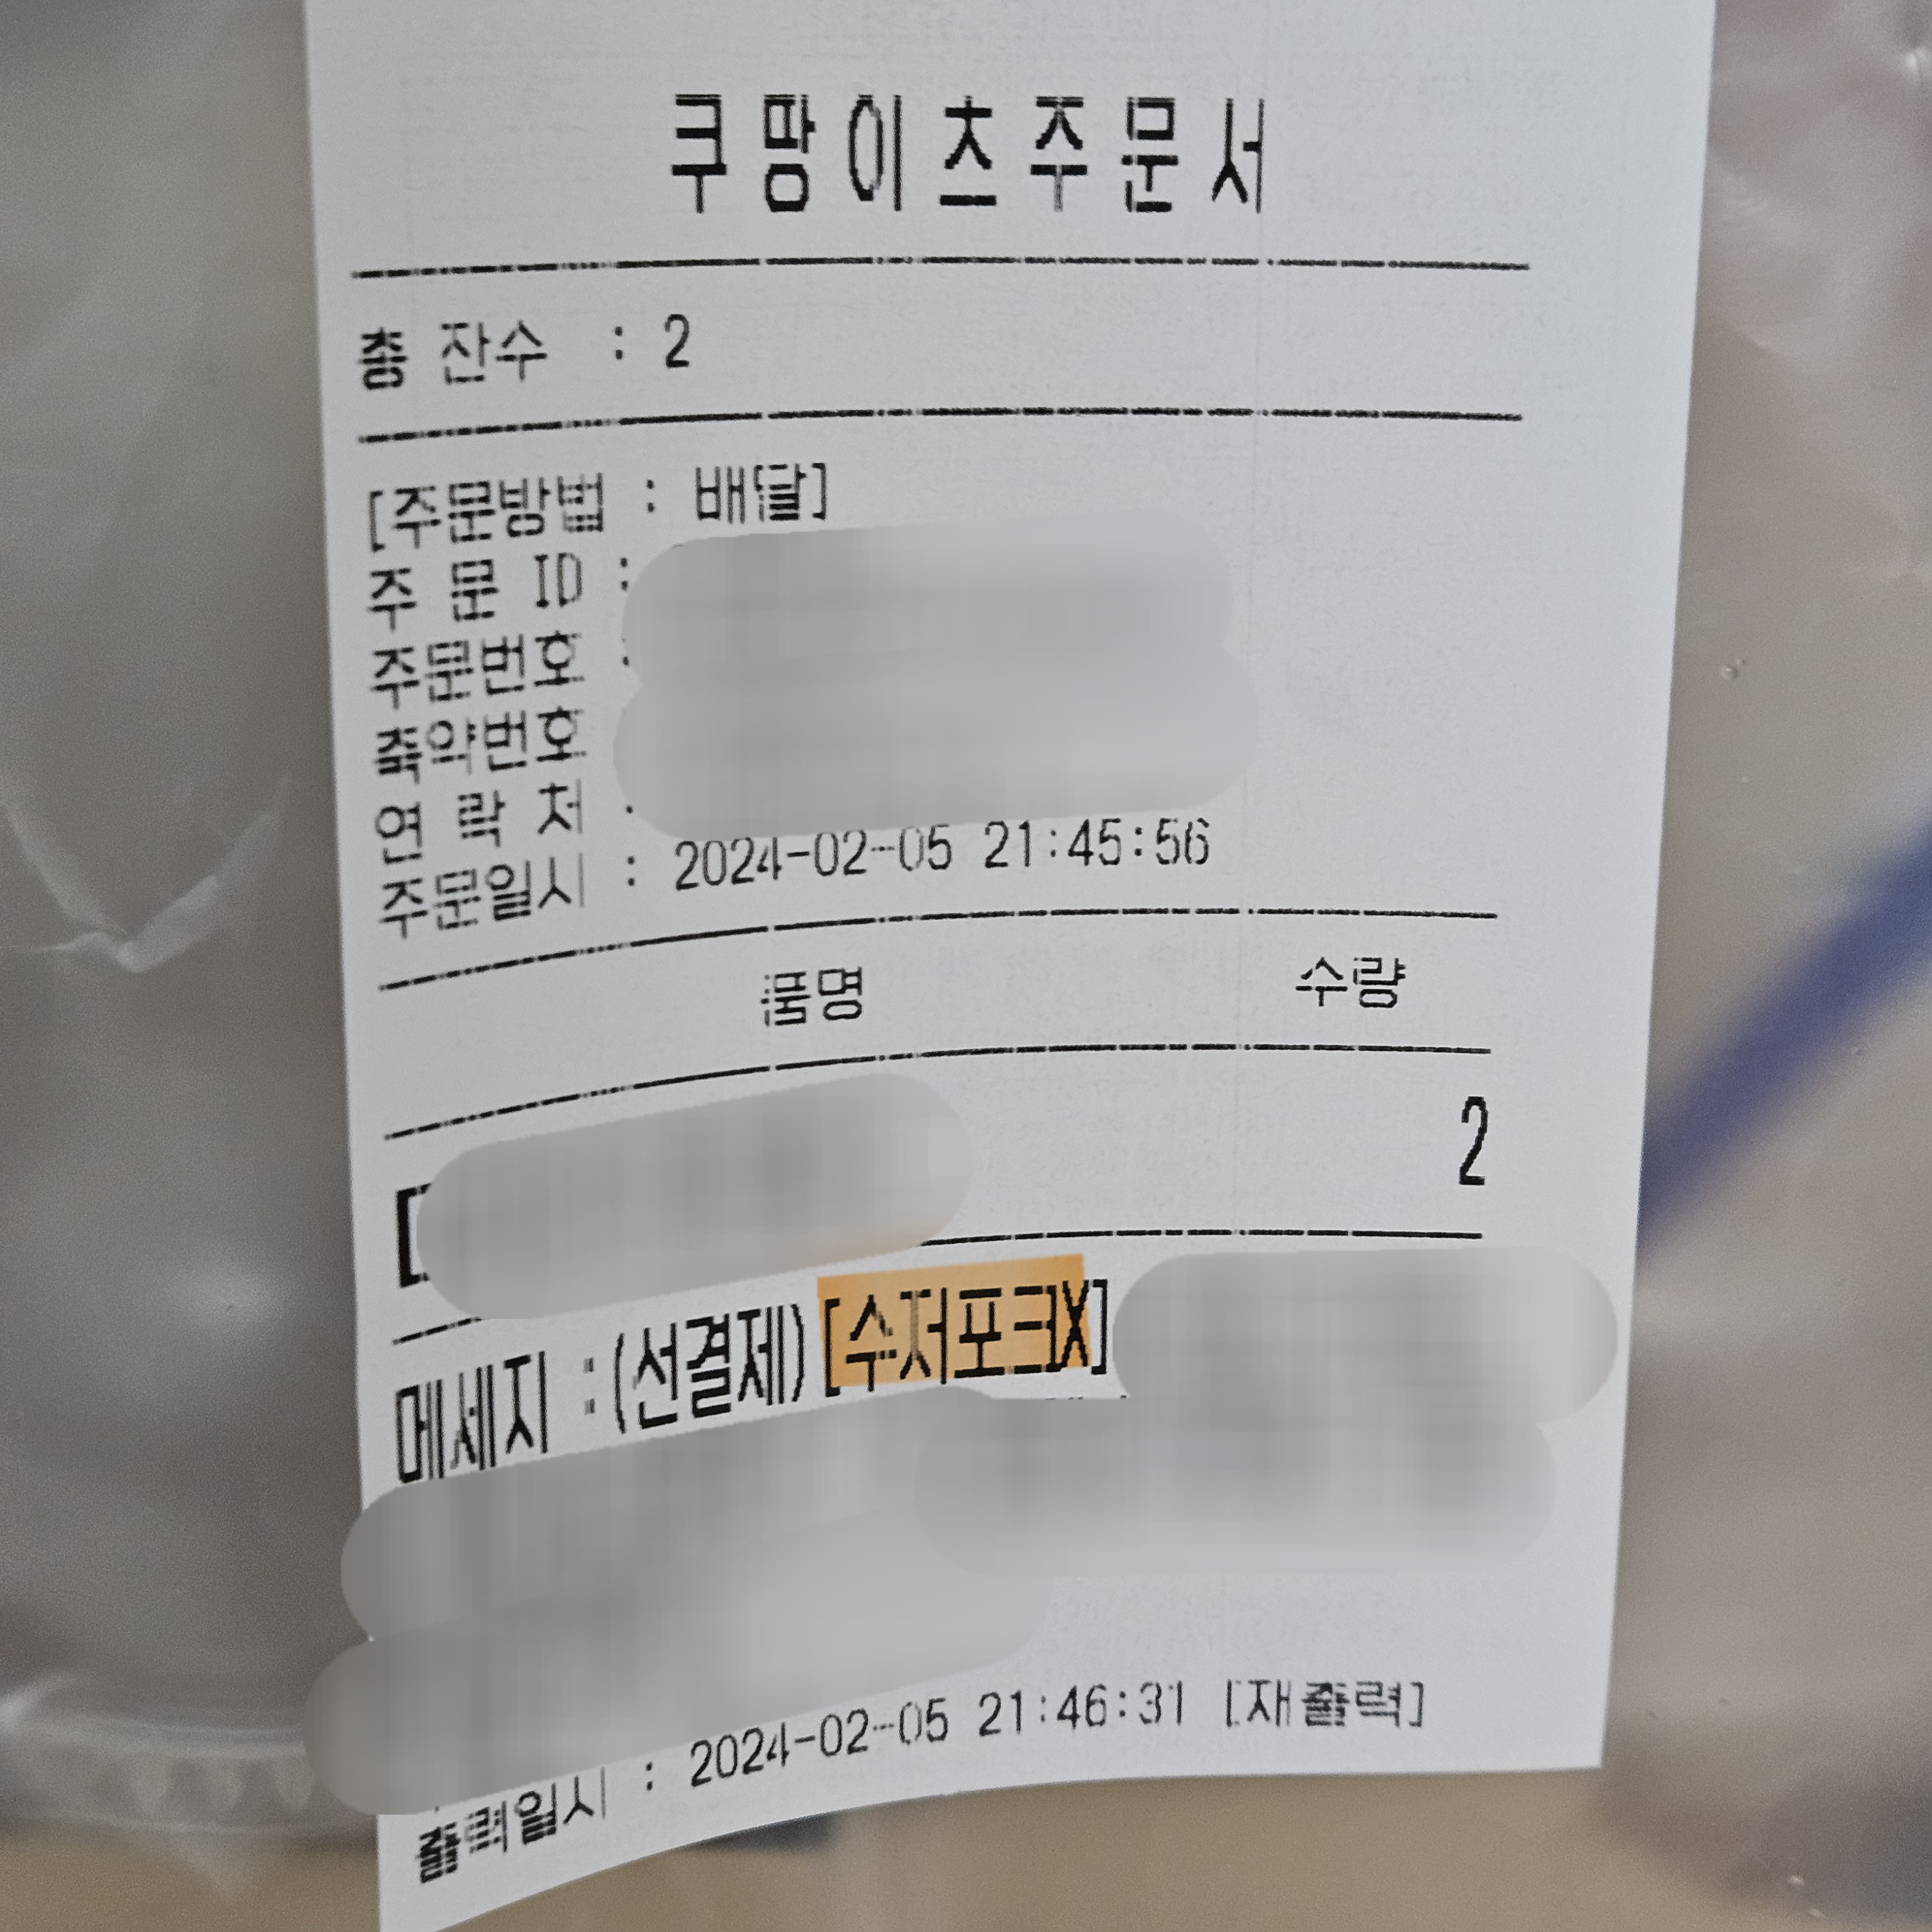 쿠팡이츠주문서
총 잔수 : 2
[주문방법 : 배달]
주 문 ID :
주문번호 :
축약번호
연 락 처 :
주문일시 : 2024-02-05 21:45:56
품명 수량
[ 2
메세지 :(선결제)[수저포크X]
출력일시 : 2024-02-05 21:46:31 [재출력]